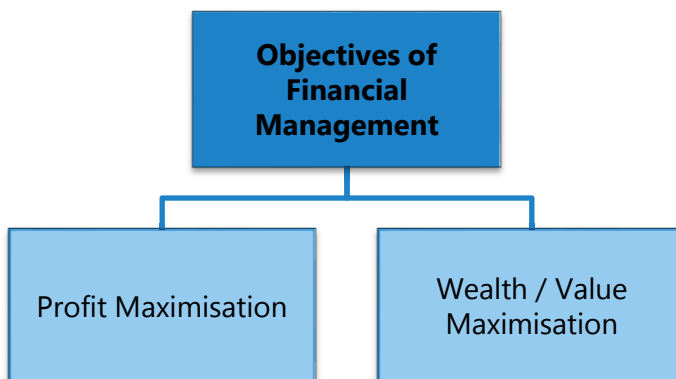 Objectives of
Financial
Management
Profit Maximisation
Wealth / Value
Maximisation